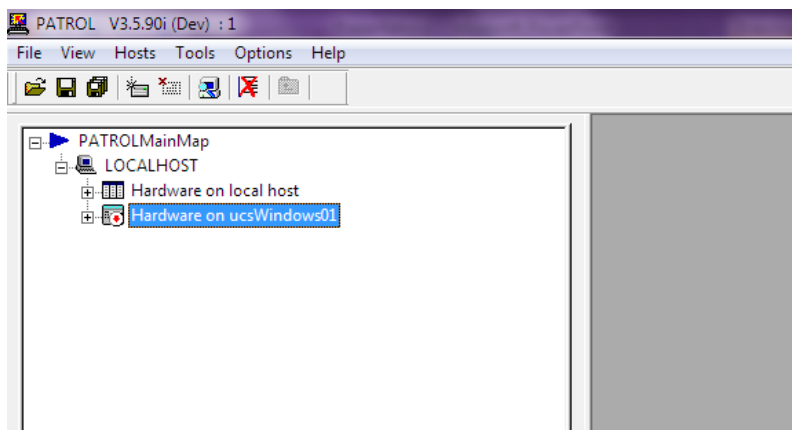 PATROL V3.5.90i (Dev) : 1
File View Hosts Tools Options Help
PATROLMainMap
LOCALHOST
Hardware on local host
Hardware on ucsWindows01